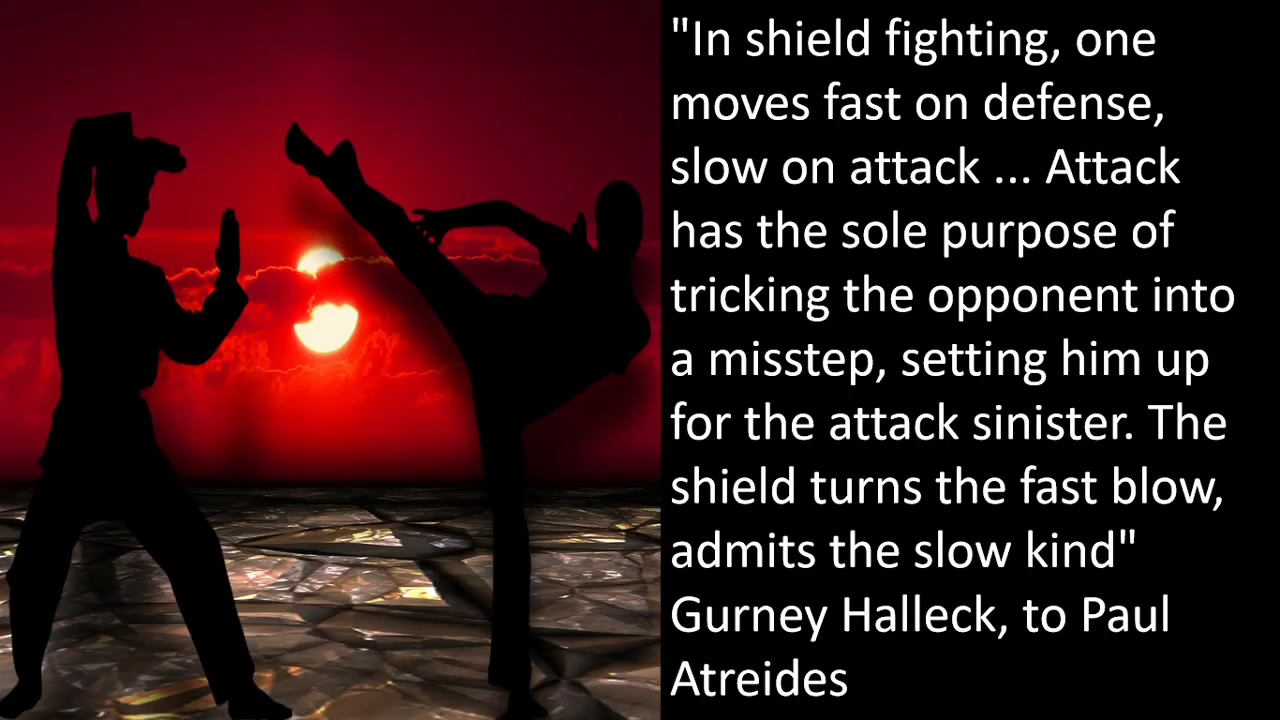 "In shield fighting, one
moves fast on defense,
slow on attack ... Attack
has the sole purpose of
tricking the opponent into
a misstep, setting him up
for the attack sinister. The
shield turns the fast blow,
admits the slow kind"
Gurney Halleck, to Paul
Atreides